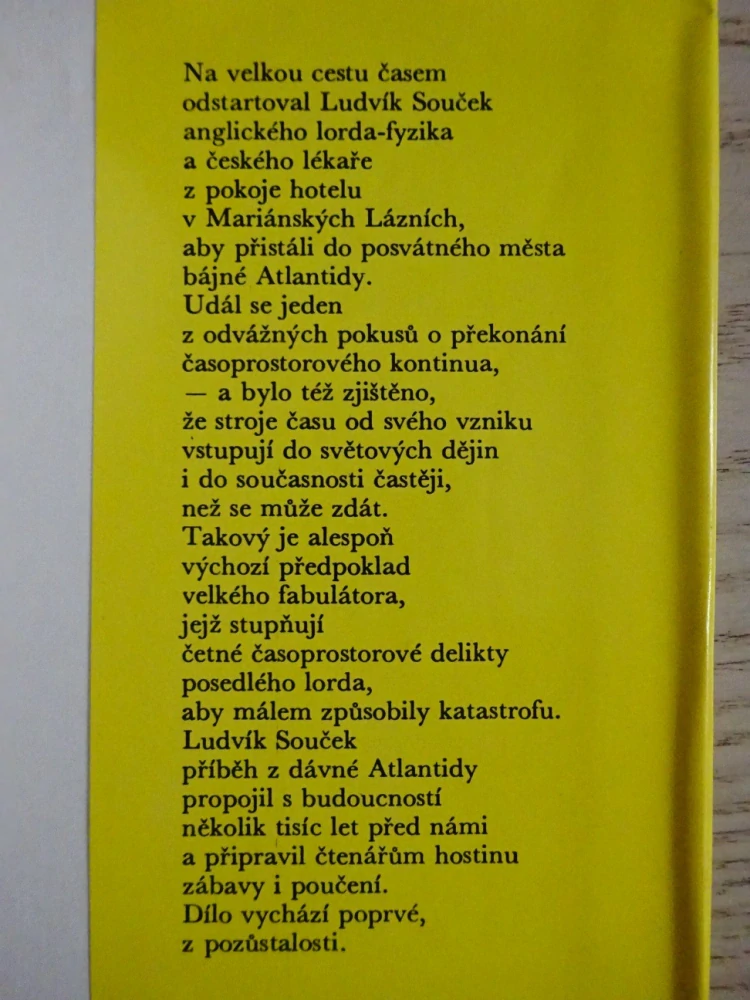 Na velkou cestu časem
odstartoval Ludvík Souček
anglického lorda-fyzika
a českého lékaře
z pokoje hotelu
v Mariánských Lázních,
aby přistáli do posvátného města
bájné Atlantidy.
Udál se jeden
z odvážných pokusů o překonání
časoprostorového kontinua,
— a bylo též zjištěno,
že stroje času od svého vzniku
vstupují do světových dějin
i do současnosti častěji,
než se může zdát.
Takový je alespoň
výchozí předpoklad
velkého fabulátora,
jejž stupňují
četné časoprostorové delikty
posedlého lorda,
aby málem způsobily katastrofu.
Ludvík Souček
příběh z dávné Atlantidy
propojil s budoucností
několik tisíc let před námi
a připravil čtenářům hostinu
zábavy i poučení.
Dílo vychází poprvé,
z pozůstalosti.